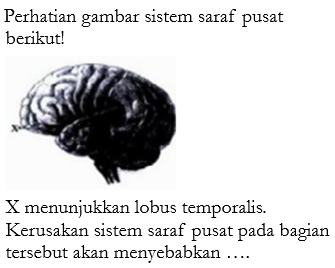 Perhatian gambar sistem saraf pusat
berikut!
X
X menunjukkan lobus temporalis.
Kerusakan sistem saraf pusat pada bagian
tersebut akan menyebabkan ....